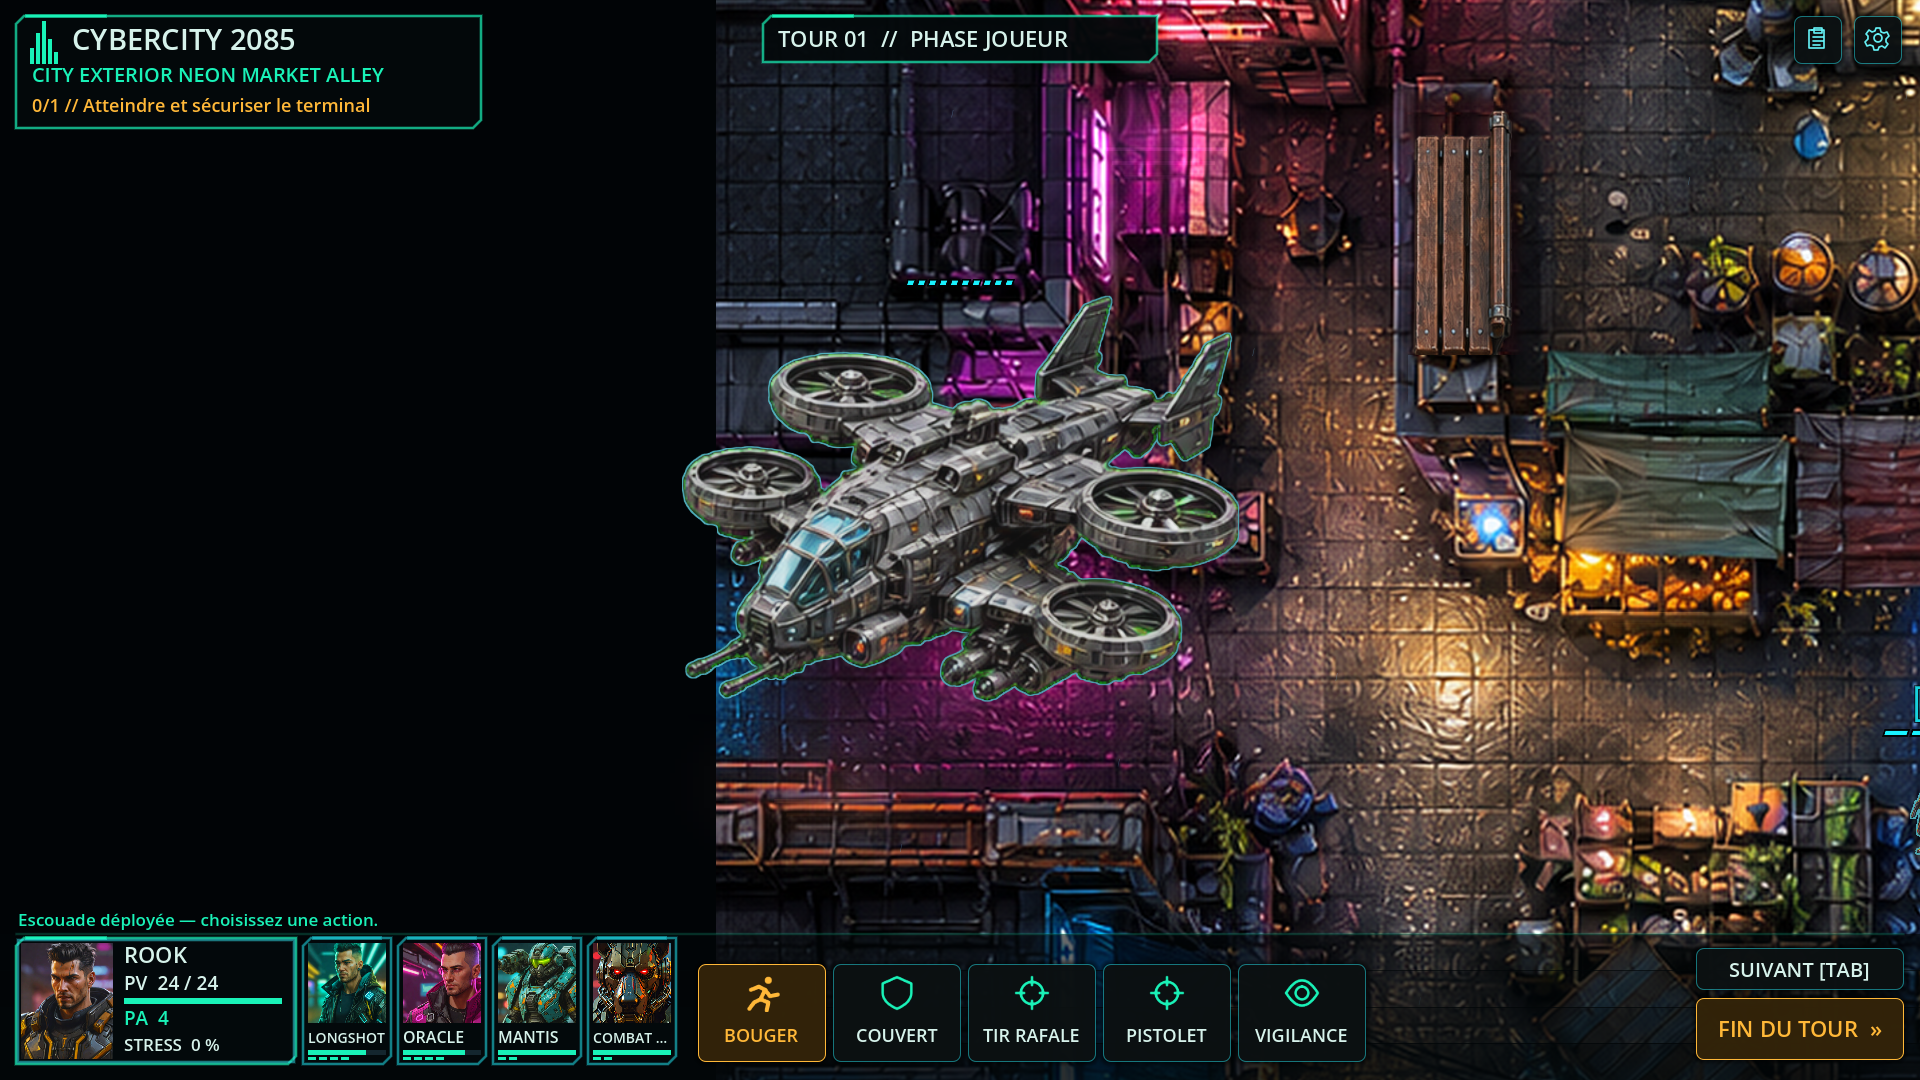 CYBERCITY 2085
CITY EXTERIOR NEON MARKET ALLEY
0/1 // Atteindre et sécuriser le terminal
TOUR 01 // PHASE JOUEUR
Escouade déployée — choisissez une action.
ROOK
PV 24 / 24
PA 4
STRESS 0 %
LONGSHOT
ORACLE
MANTIS
COMBAT ...
BOUGER
COUVERT
TIR RAFALE
PISTOLET
VIGILANCE
SUIVANT [TAB]
FIN DU TOUR »